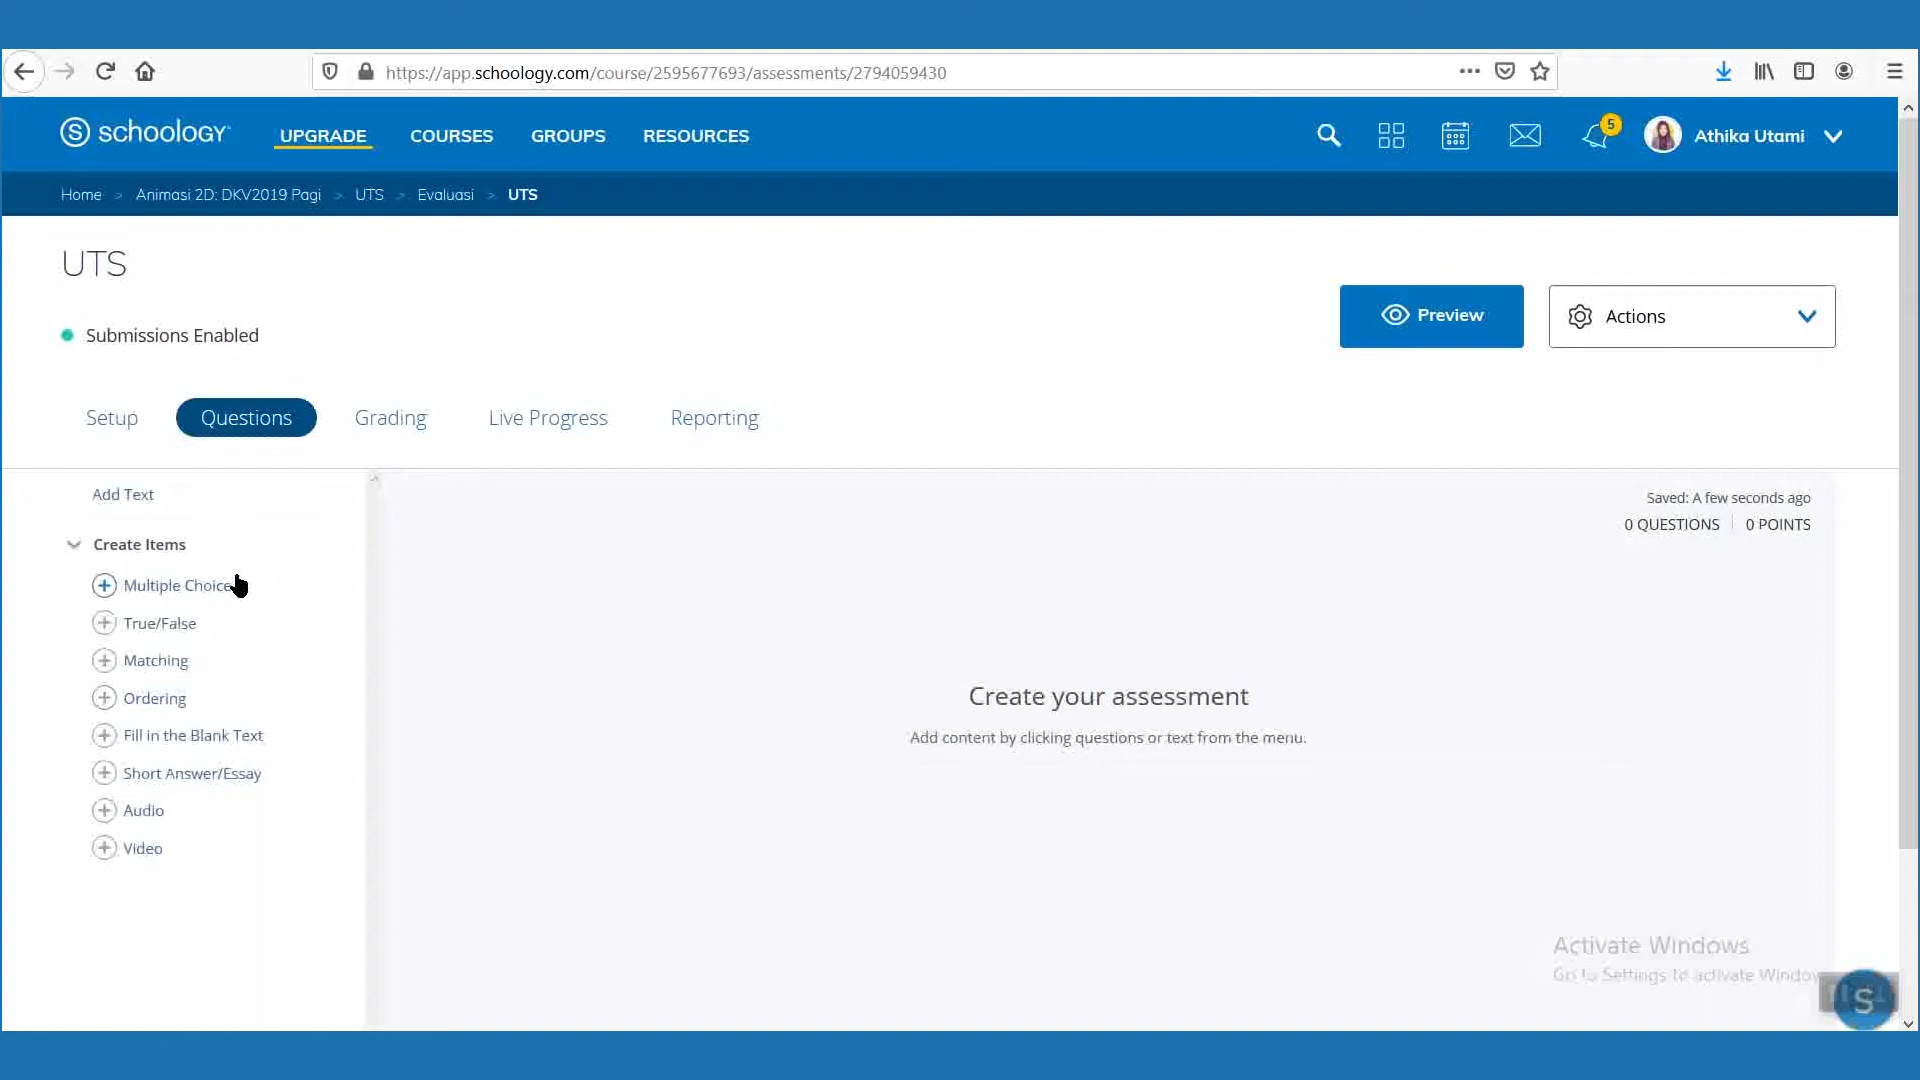 https://app.schoology.com/course/2595677693/assessments/2794059430
schoology UPGRADE COURSES GROUPS RESOURCES 5 Athika Utami
Home > Animasi 2D: DKV2019 Pagi > UTS > Evaluasi > UTS
UTS
Preview Actions
Submissions Enabled
Setup Questions Grading Live Progress Reporting
Add Text
Saved: A few seconds ago
0 QUESTIONS 0 POINTS
Create Items
Multiple Choice
True/False
Matching
Ordering
Fill in the Blank Text
Short Answer/Essay
Audio
Video
Create your assessment
Add content by clicking questions or text from the menu.
Activate Windows
Go to Settings to activate Window
S